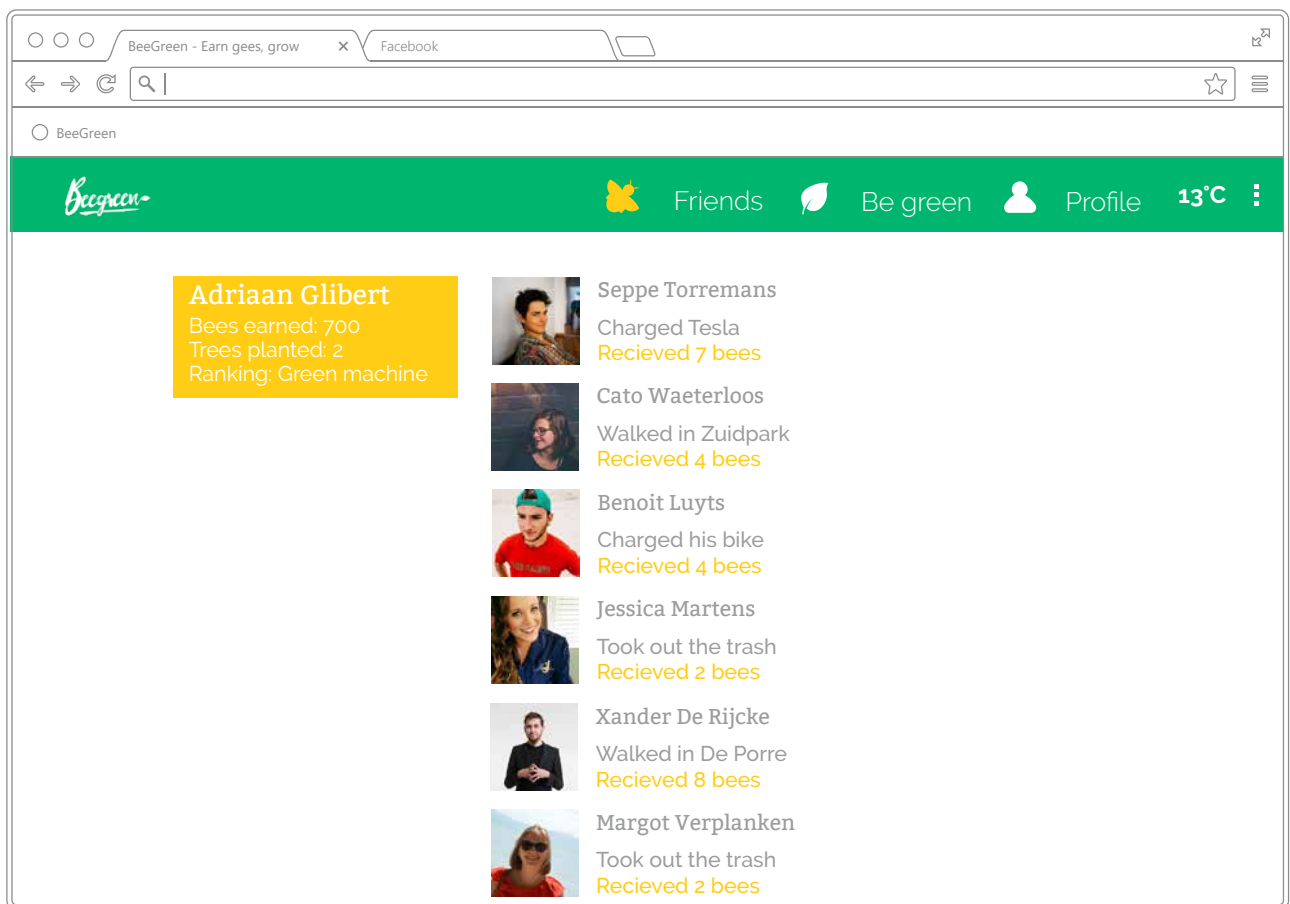 BeeGreen - Earn gees, grow
Facebook
BeeGreen
Beegreen
Friends
Be green
Profile
13°C
Adriaan Glibert
Bees earned: 700
Trees planted: 2
Ranking: Green machine
Seppe Torremans
Charged Tesla
Recieved 7 bees
Cato Waeterloos
Walked in Zuidpark
Recieved 4 bees
Benoit Luyts
Charged his bike
Recieved 4 bees
Jessica Martens
Took out the trash
Recieved 2 bees
Xander De Rijcke
Walked in De Porre
Recieved 8 bees
Margot Verplanken
Took out the trash
Recieved 2 bees